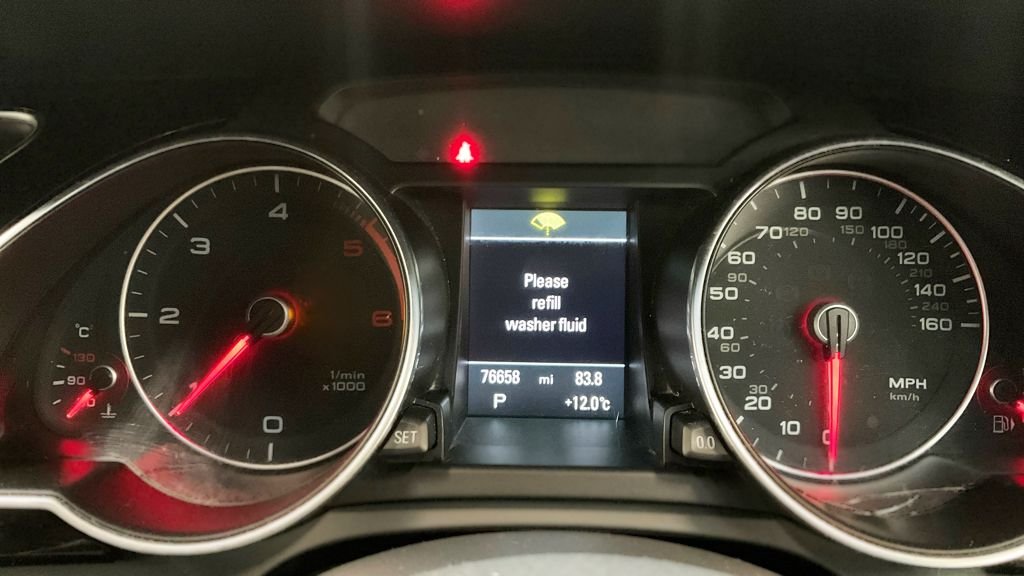 4
3
5
2
6
1
0
1/min
x1000
°C
130
90
SET
Please
refill
washer fluid
76658 mi 83.8
P +12.0°C
0.0
80 90
70 120 150 100
180
60 120
90 210
50 140
240
40 160
60
30
MPH
30 km/h
20
10
0